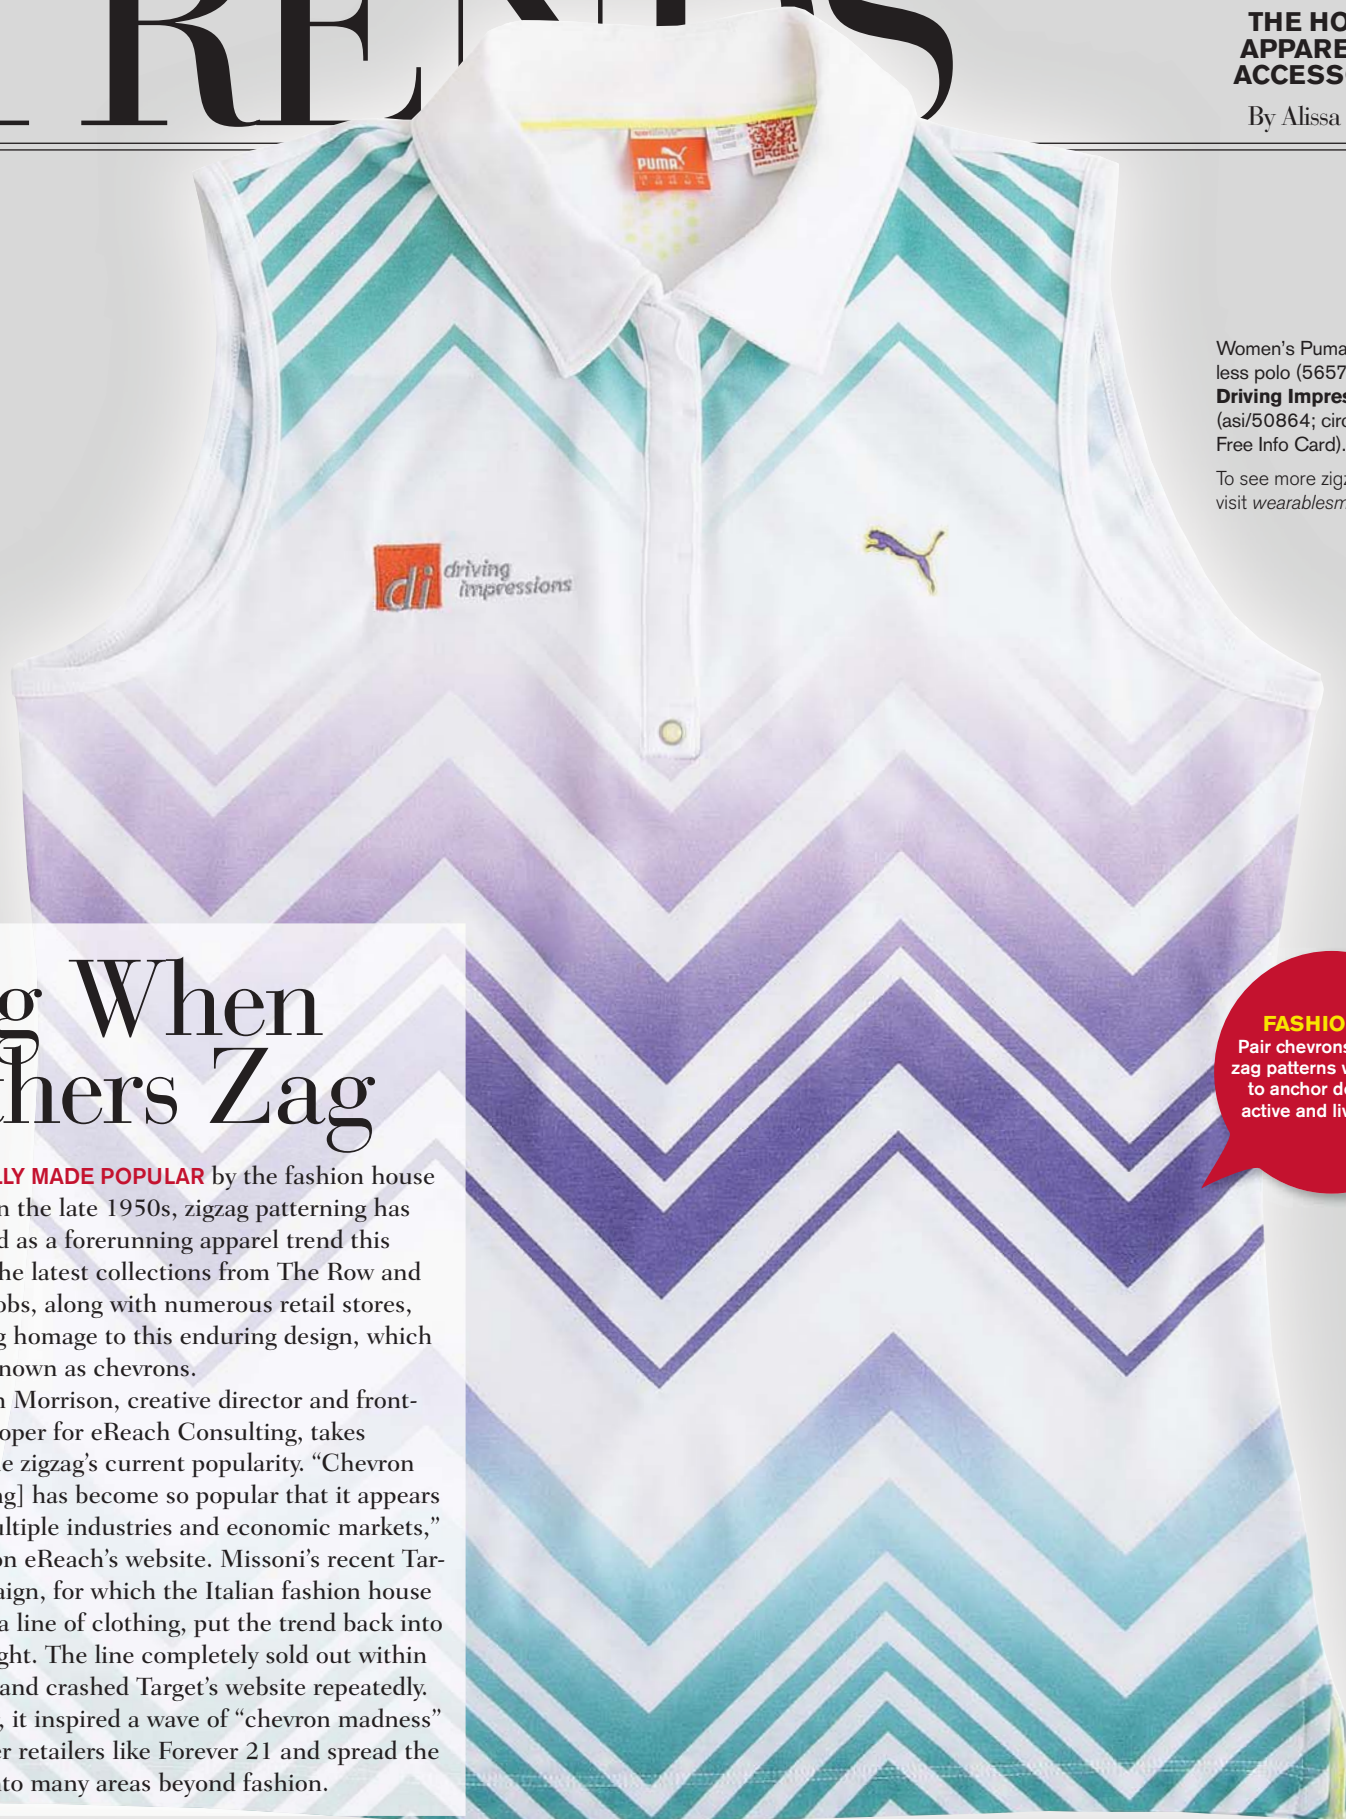 TRENDS
THE HO
APPARE
ACCESS
By Alissa
PUMA
Women's Puma
less polo (5657
Driving Impres
(asi/50864; circ
Free Info Card).
To see more zigz
visit wearablesm
di driving
impressions
g When
thers Zag
LLY MADE POPULAR by the fashion house
n the late 1950s, zigzag patterning has
d as a forerunning apparel trend this
he latest collections from The Row and
obs, along with numerous retail stores,
g homage to this enduring design, which
nown as chevrons.
n Morrison, creative director and front-
oper for eReach Consulting, takes
e zigzag's current popularity. “Chevron
ng] has become so popular that it appears
ultiple industries and economic markets,”
on eReach's website. Missoni's recent Tar-
aign, for which the Italian fashion house
a line of clothing, put the trend back into
ght. The line completely sold out within
and crashed Target's website repeatedly.
, it inspired a wave of “chevron madness”
er retailers like Forever 21 and spread the
nto many areas beyond fashion.
FASHIO
Pair chevrons
zag patterns w
to anchor de
active and liv